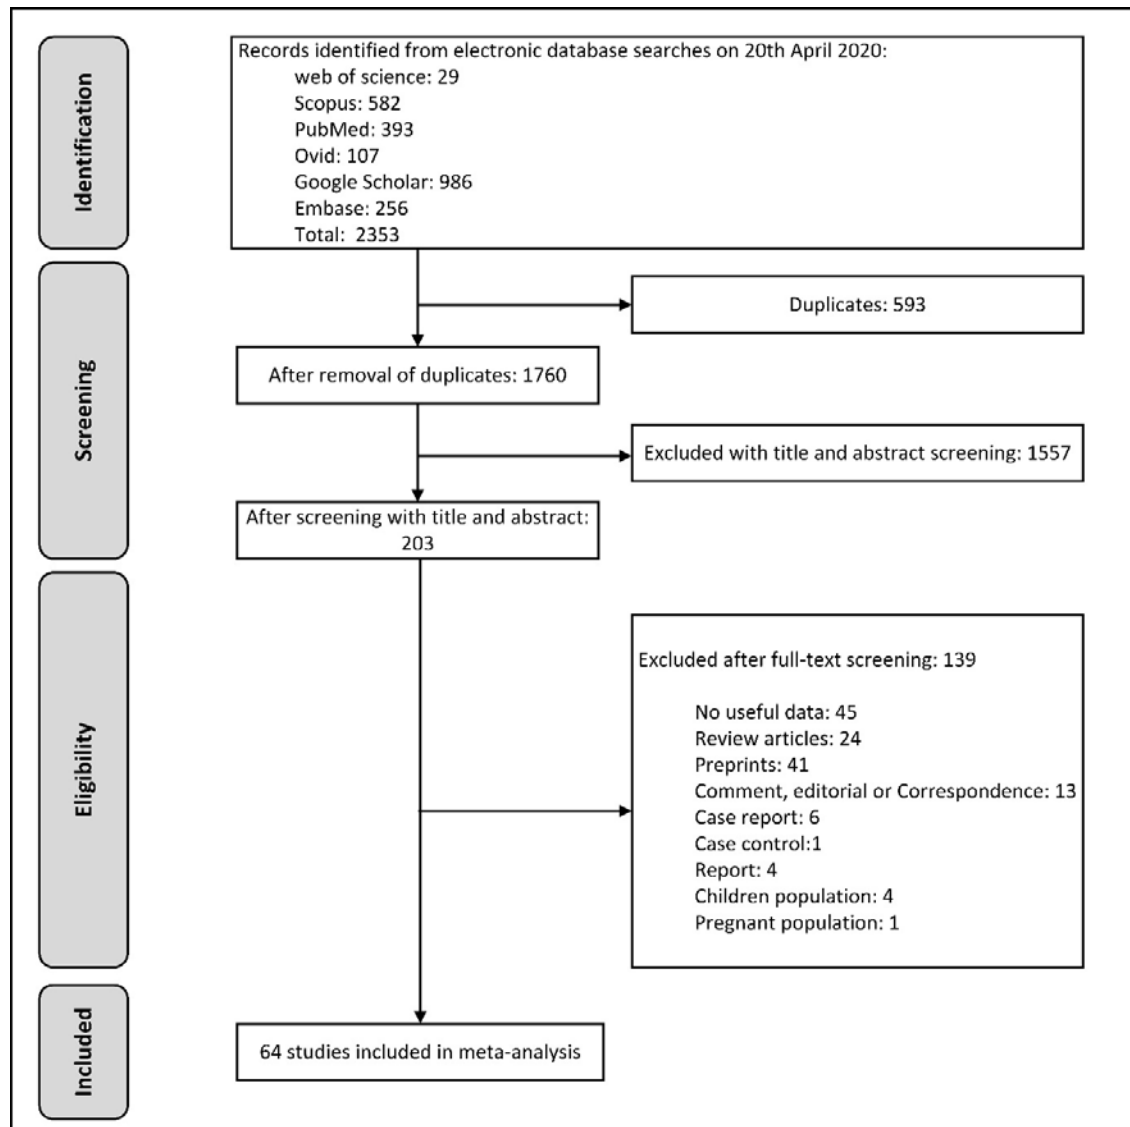 Identification
Records identified from electronic database searches on 20th April 2020:
web of science: 29
Scopus: 582
PubMed: 393
Ovid: 107
Google Scholar: 986
Embase: 256
Total: 2353
Screening
Duplicates: 593
After removal of duplicates: 1760
Excluded with title and abstract screening: 1557
After screening with title and abstract:
203
Eligibility
Excluded after full-text screening: 139
No useful data: 45
Review articles: 24
Preprints: 41
Comment, editorial or Correspondence: 13
Case report: 6
Case control:1
Report: 4
Children population: 4
Pregnant population: 1
Included
64 studies included in meta-analysis